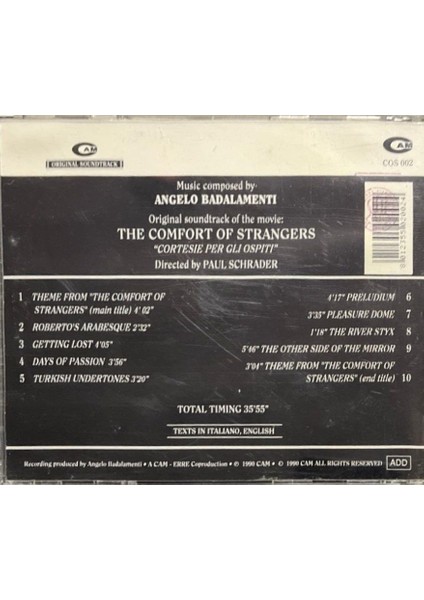 CAM
ORIGINAL SOUNDTRACK
CAM
COS 002
Music composed by
ANGELO BADALAMENTI
Original soundtrack of the movie:
THE COMFORT OF STRANGERS
"CORTESIE PER GLI OSPITI"
Directed by PAUL SCHRADER
1 THEME FROM "THE COMFORT OF
STRANGERS" (main title) 4'02"
2 ROBERTO'S ARABESQUE 2'32"
3 GETTING LOST 4'05"
4 DAYS OF PASSION 3'56"
5 TURKISH UNDERTONES 3'20"
4'17" PRELUDIUM 6
3'35" PLEASURE DOME 7
1'18" THE RIVER STYX 8
5'46" THE OTHER SIDE OF THE MIRROR 9
3'04" THEME FROM "THE COMFORT OF
STRANGERS" (end title) 10
TOTAL TIMING 35'55"
TEXTS IN ITALIANO, ENGLISH
Recording produced by Angelo Badalamenti • A CAM - ERRE Coproduction • ℗ 1990 CAM • © 1990 CAM ALL RIGHTS RESERVED ADD